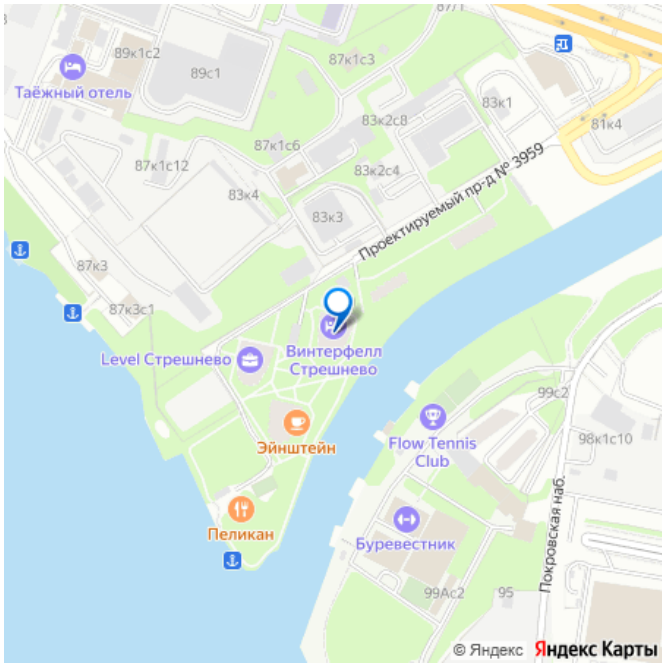 87/1
89к1с2
87к1с3
89с1
Таёжный отель
83к1
83к2с8
81к4
87к1с6
87к1с12
83к2с4
83к4
Проектируемый пр-д № 3959
83к3
87к3
87к3с1
Level Стрешнево
Винтерфелл
Стрешнево
99с2
Эйнштейн
Flow Tennis
Club
98к1с10
Пеликан
Буревестник
Покровская наб.
99Ас2
95
© Яндекс Яндекс Карты